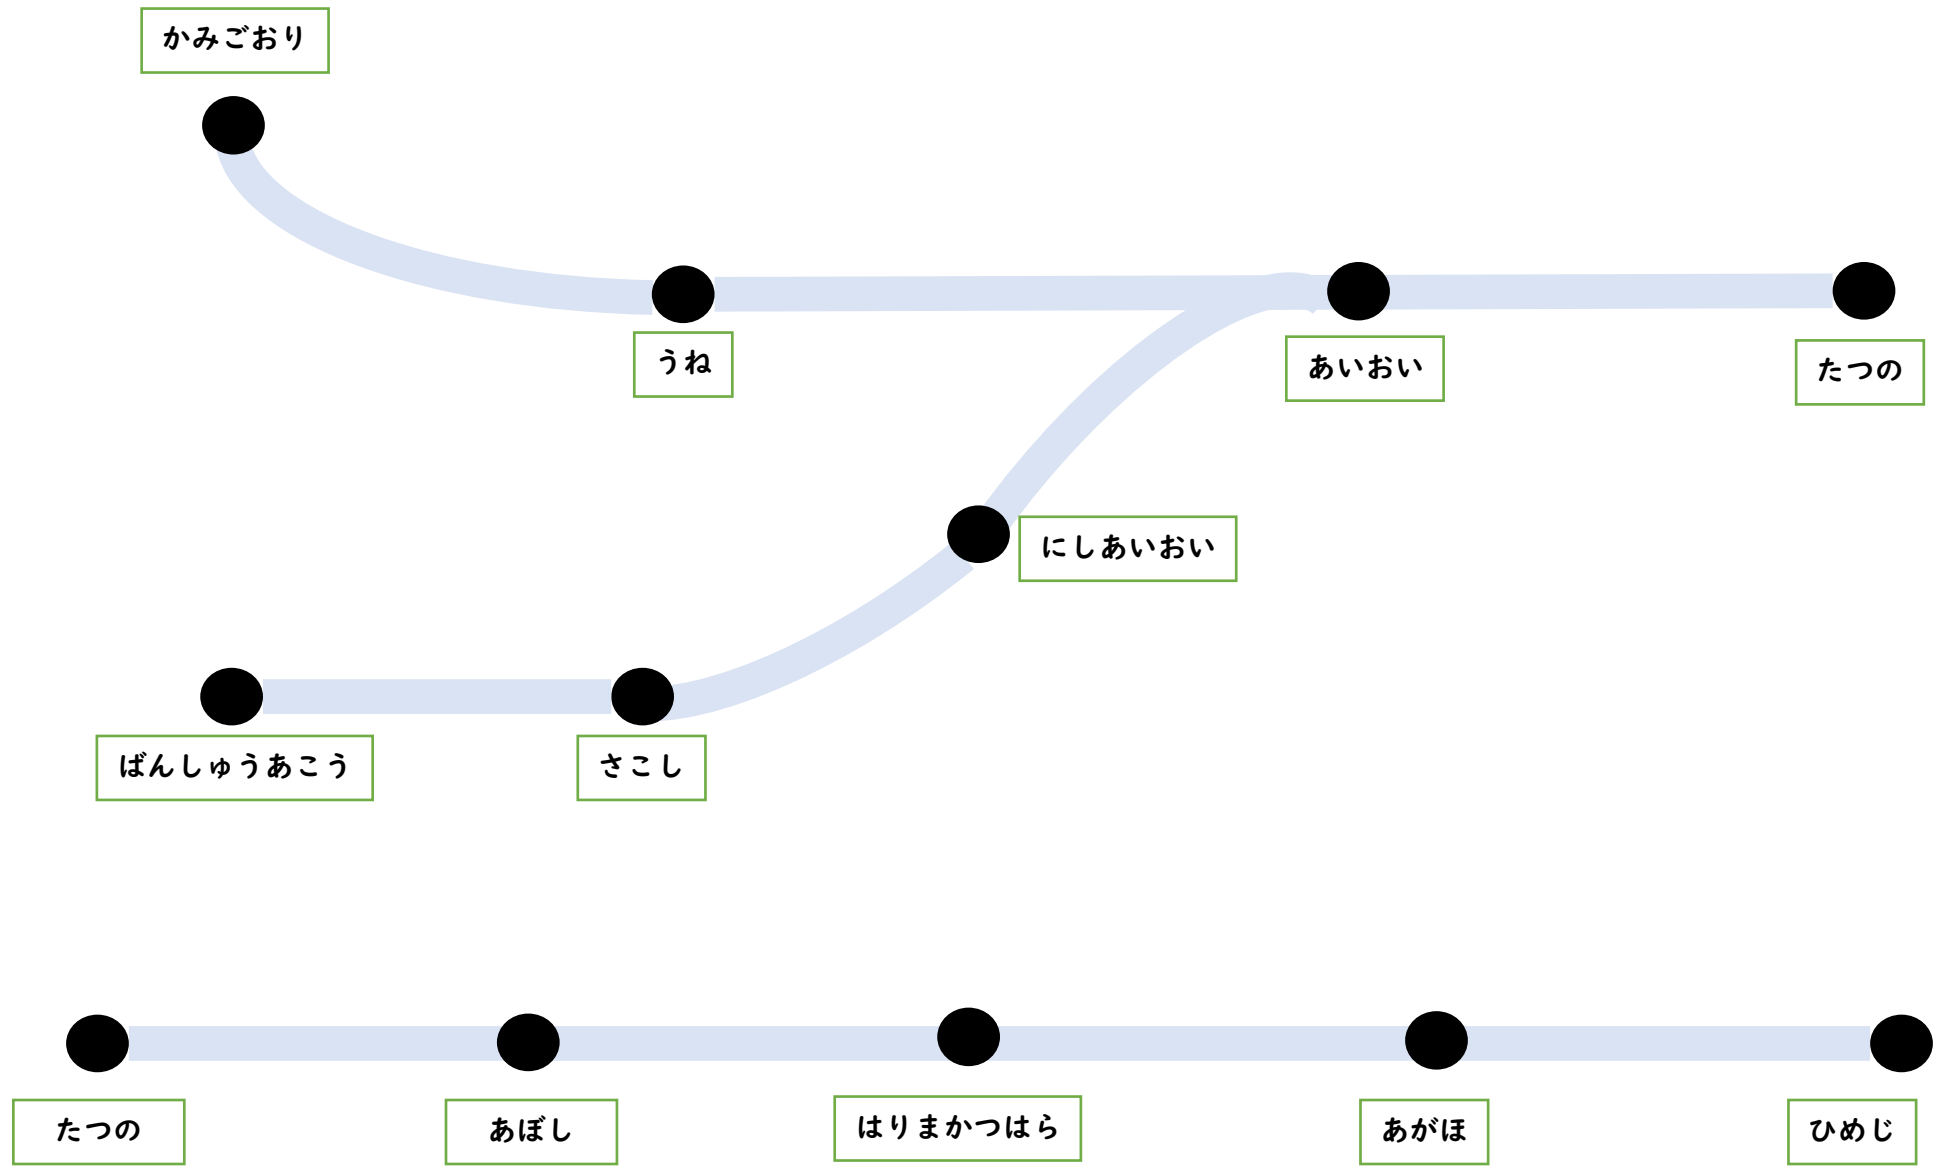 かみごおり
うね
あいおい
たつの
にしあいおい
ばんしゅうあこう
さこし
たつの
あぼし
はりまかつはら
あがほ
ひめじ